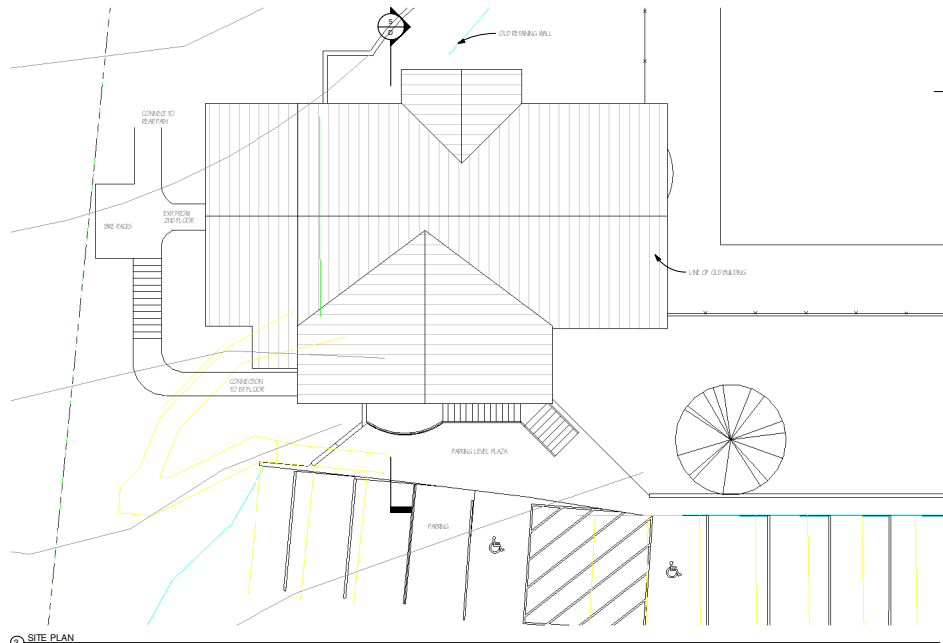 5
D
OLD RETAINING WALL
CONNECT TO
REAR PATH
EXIT FROM
2ND FLOOR
BIKE RACKS
LINE OF OLD BUILDING
CONNECTION
TO 1ST FLOOR
PARKING LEVEL PLAZA
PARKING
SITE PLAN